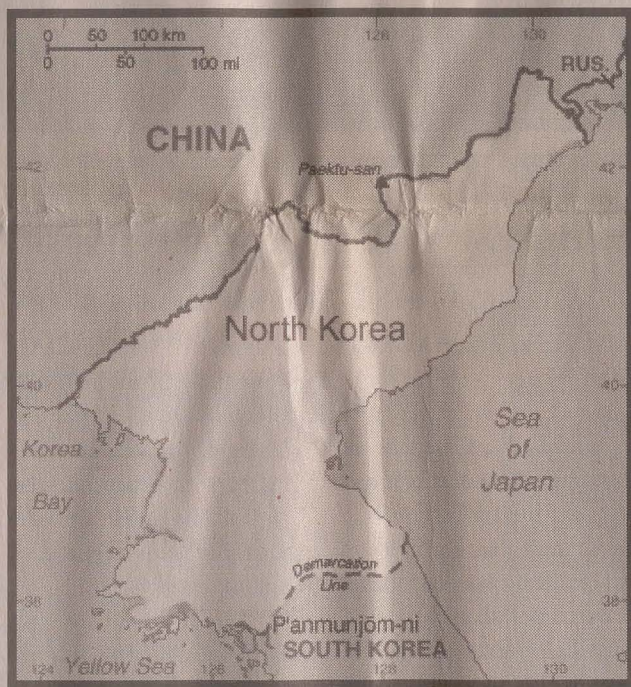 0 50 100 km
0 50 100 mi
128
130
RUS.
CHINA
42
Paektu-san
42
North Korea
40
40
Korea
Bay
Sea
of
Japan
Demarcation
Line
38
38
P'anmunjŏm-ni
SOUTH KOREA
124
Yellow Sea
126
128
130